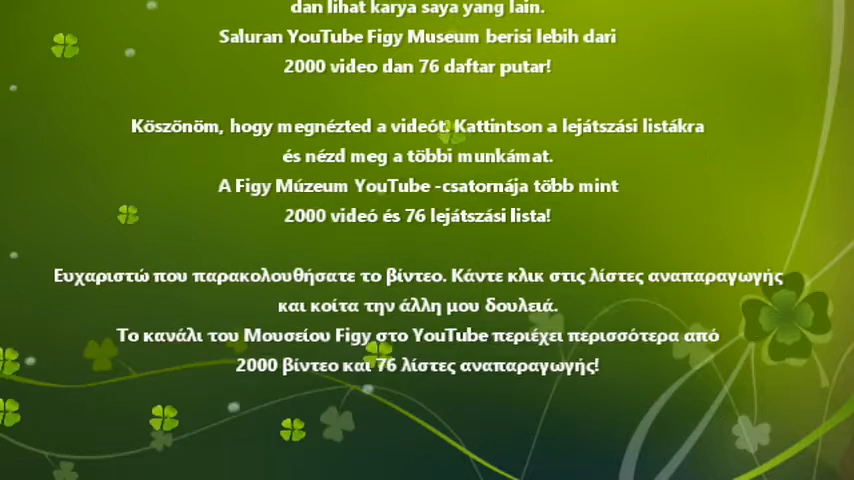 dan lihat karya saya yang lain.
Saluran YouTube Figy Museum berisi lebih dari
2000 video dan 76 daftar putar!
Köszönöm, hogy megnézted a videót. Kattintson a lejátszási listákra
és nézd meg a többi munkámat.
A Figy Múzeum YouTube -csatornája több mint
2000 videó és 76 lejátszási lista!
Ευχαριστώ που παρακολουθήσατε το βίντεο. Κάντε κλικ στις λίστες αναπαραγωγής
και κοίτα την άλλη μου δουλειά.
Το κανάλι του Μουσείου Figy στο YouTube περιέχει περισσότερα από
2000 βίντεο και 76 λίστες αναπαραγωγής!